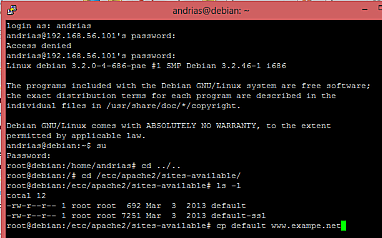 andrias@debian: ~
login as: andrias
andrias@192.168.56.101's password:
Access denied
andrias@192.168.56.101's password:
Linux debian 3.2.0-4-686-pae #1 SMP Debian 3.2.46-1 i686
The programs included with the Debian GNU/Linux system are free software;
the exact distribution terms for each program are described in the
individual files in /usr/share/doc/*/copyright.
Debian GNU/Linux comes with ABSOLUTELY NO WARRANTY, to the extent
permitted by applicable law.
andrias@debian:~$ su
Password:
root@debian:/home/andrias# cd ../..
root@debian:/# cd /etc/apache2/sites-available/
root@debian:/etc/apache2/sites-available# ls -l
total 12
-rw-r--r-- 1 root root  692 Mar  3  2013 default
-rw-r--r-- 1 root root 7251 Mar  3  2013 default-ssl
root@debian:/etc/apache2/sites-available# cp default www.exampe.net